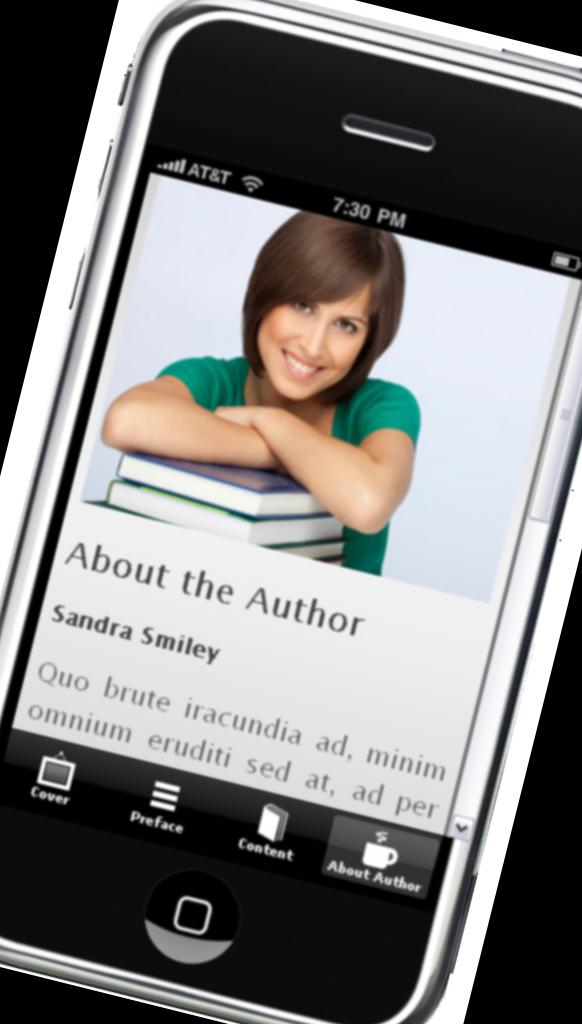 AT&T 7:30 PM
About the Author
Sandra Smiley
Quo brute iracundia ad, minim
omnium eruditi sed at, ad per
Cover Preface Content About Author